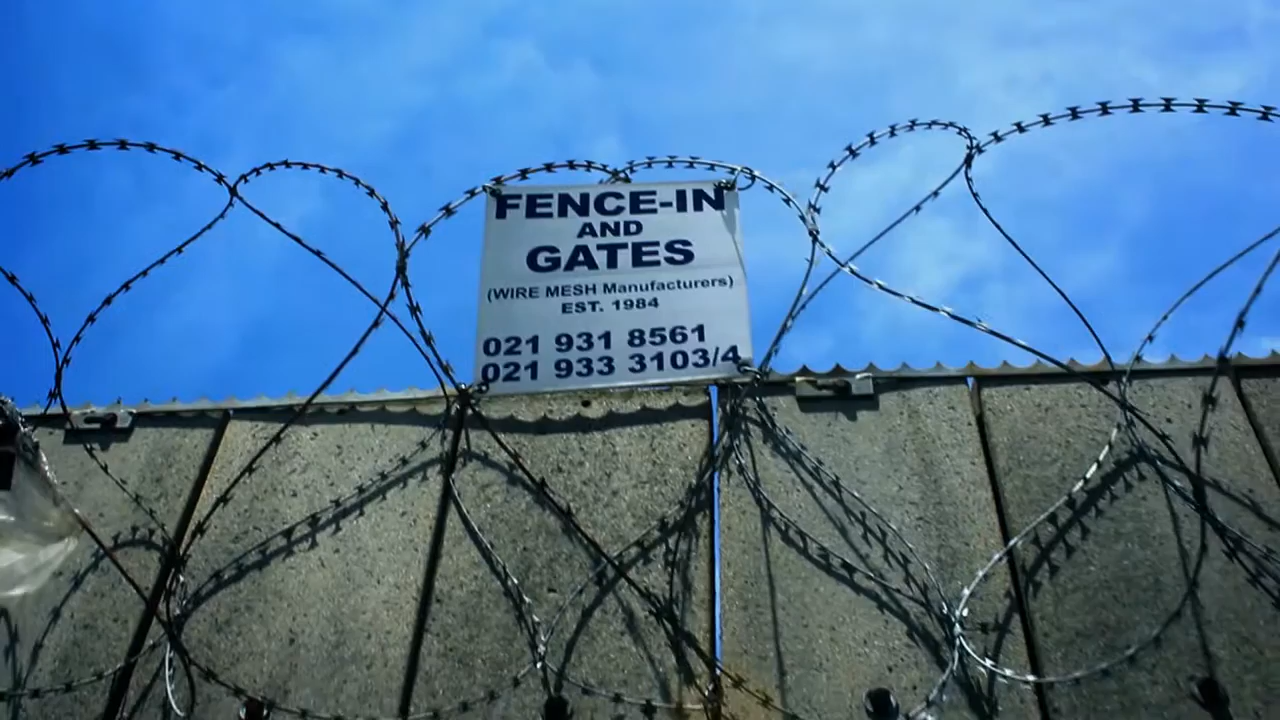 FENCE-IN
AND
GATES
(WIRE MESH Manufacturers)
EST. 1984
021 931 8561
021 933 3103/4